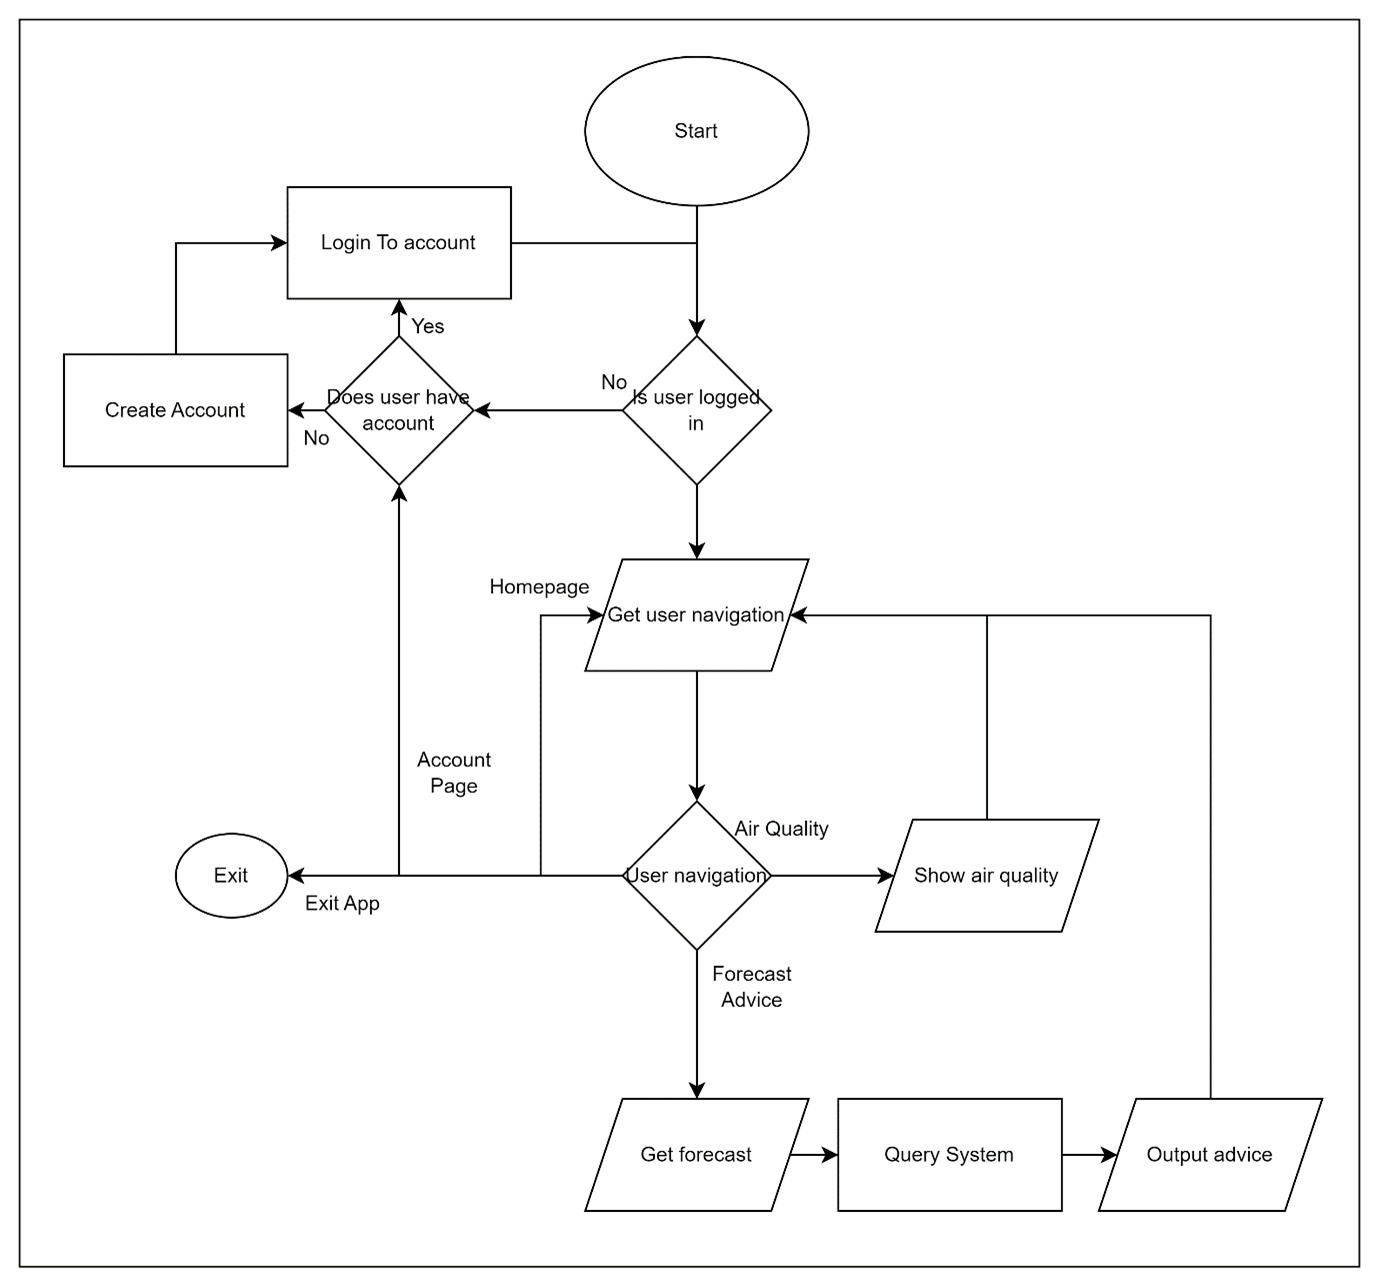 Start
Login To account
Yes
No
Does user have
account
Is user logged
in
Create Account
No
Homepage
Get user navigation
Account
Page
Air Quality
Exit
User navigation
Show air quality
Exit App
Forecast
Advice
Get forecast
Query System
Output advice